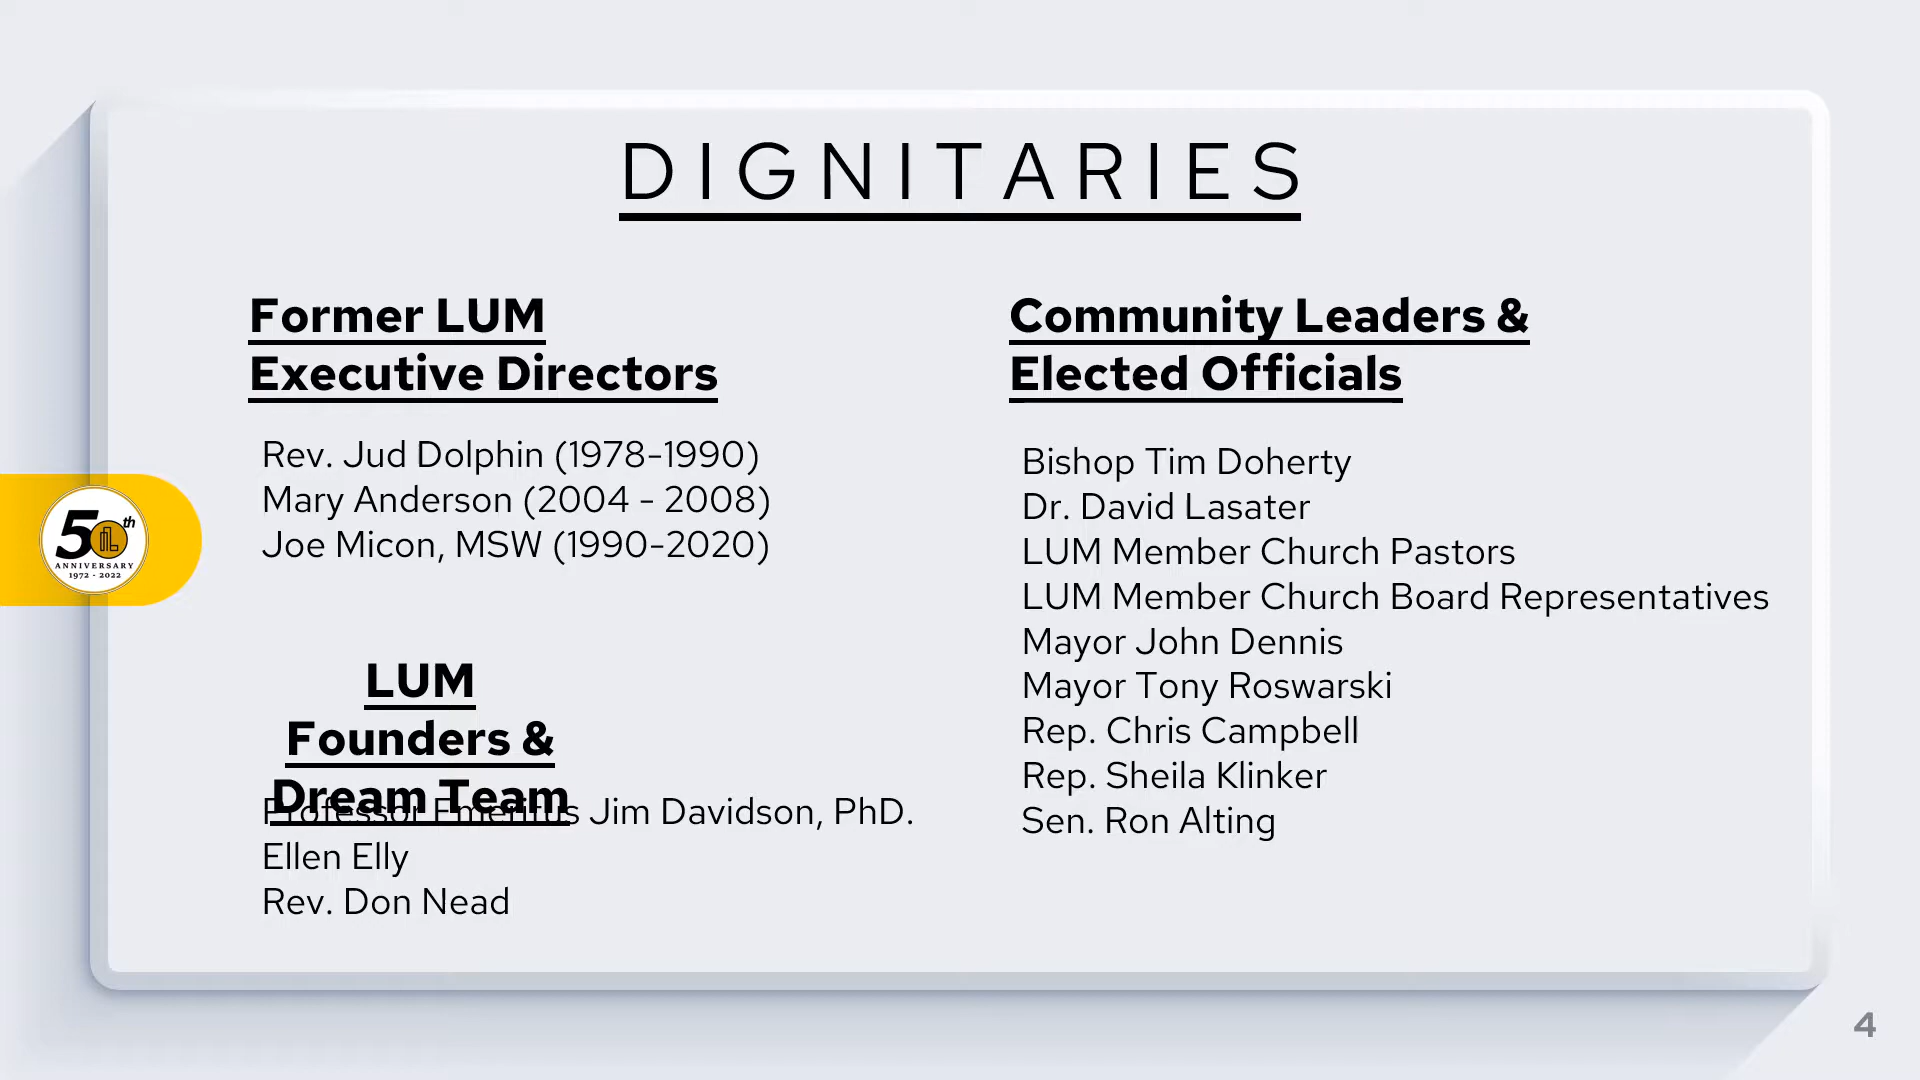 DIGNITARIES
Former LUM
Executive Directors
Rev. Jud Dolphin (1978-1990)
Mary Anderson (2004 - 2008)
Joe Micon, MSW (1990-2020)
LUM
Founders &
Dream Team
Professor Emeritus Jim Davidson, PhD.
Ellen Elly
Rev. Don Nead
Community Leaders &
Elected Officials
Bishop Tim Doherty
Dr. David Lasater
LUM Member Church Pastors
LUM Member Church Board Representatives
Mayor John Dennis
Mayor Tony Roswarski
Rep. Chris Campbell
Rep. Sheila Klinker
Sen. Ron Alting
50th
ANNIVERSARY
1972 - 2022
4